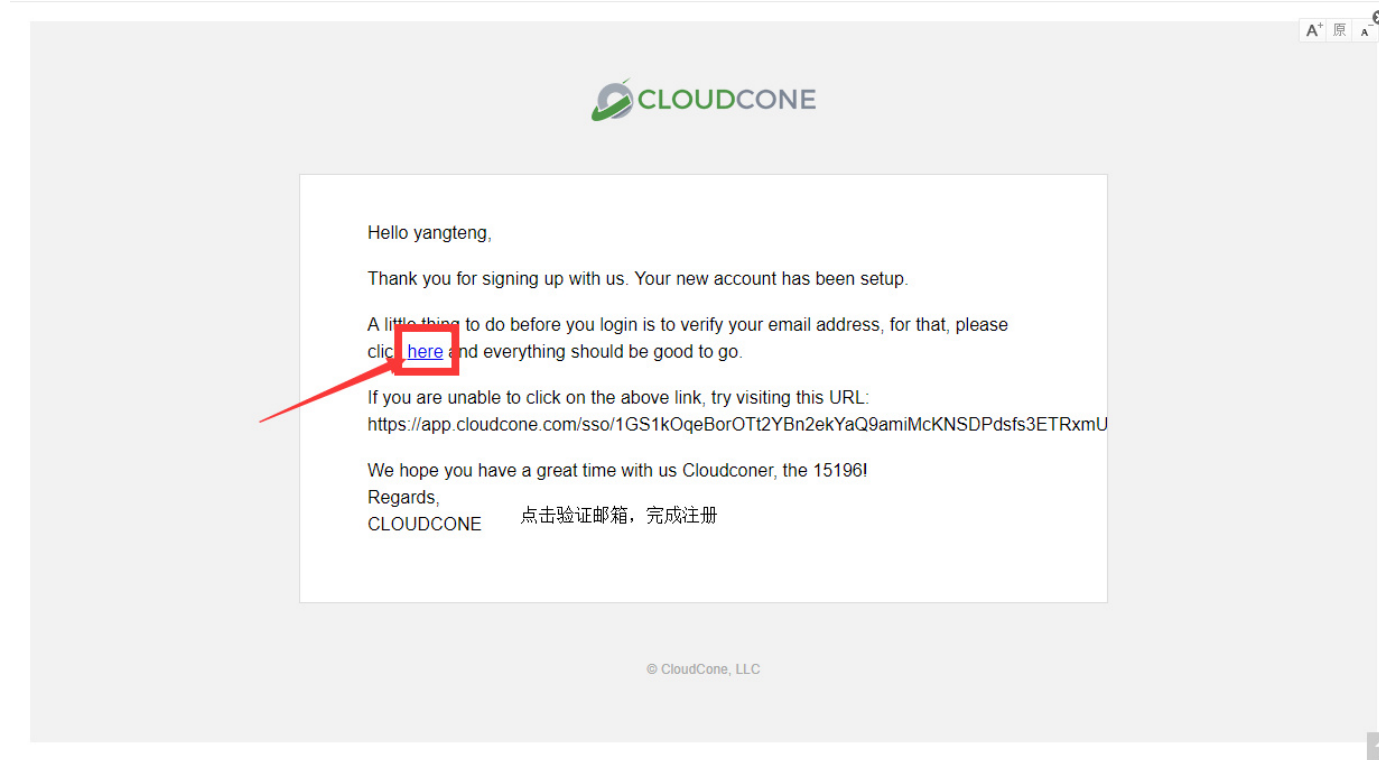 A+ 原 A-
CLOUDCONE
Hello yangteng,
Thank you for signing up with us. Your new account has been setup.
A little thing to do before you login is to verify your email address, for that, please
click here and everything should be good to go.
If you are unable to click on the above link, try visiting this URL:
https://app.cloudcone.com/sso/1GS1kOqeBorOTt2YBn2ekYaQ9amiMcKNSDPdsfs3ETRxmU
We hope you have a great time with us Cloudconer, the 15196!
Regards,
CLOUDCONE
点击验证邮箱，完成注册
© CloudCone, LLC